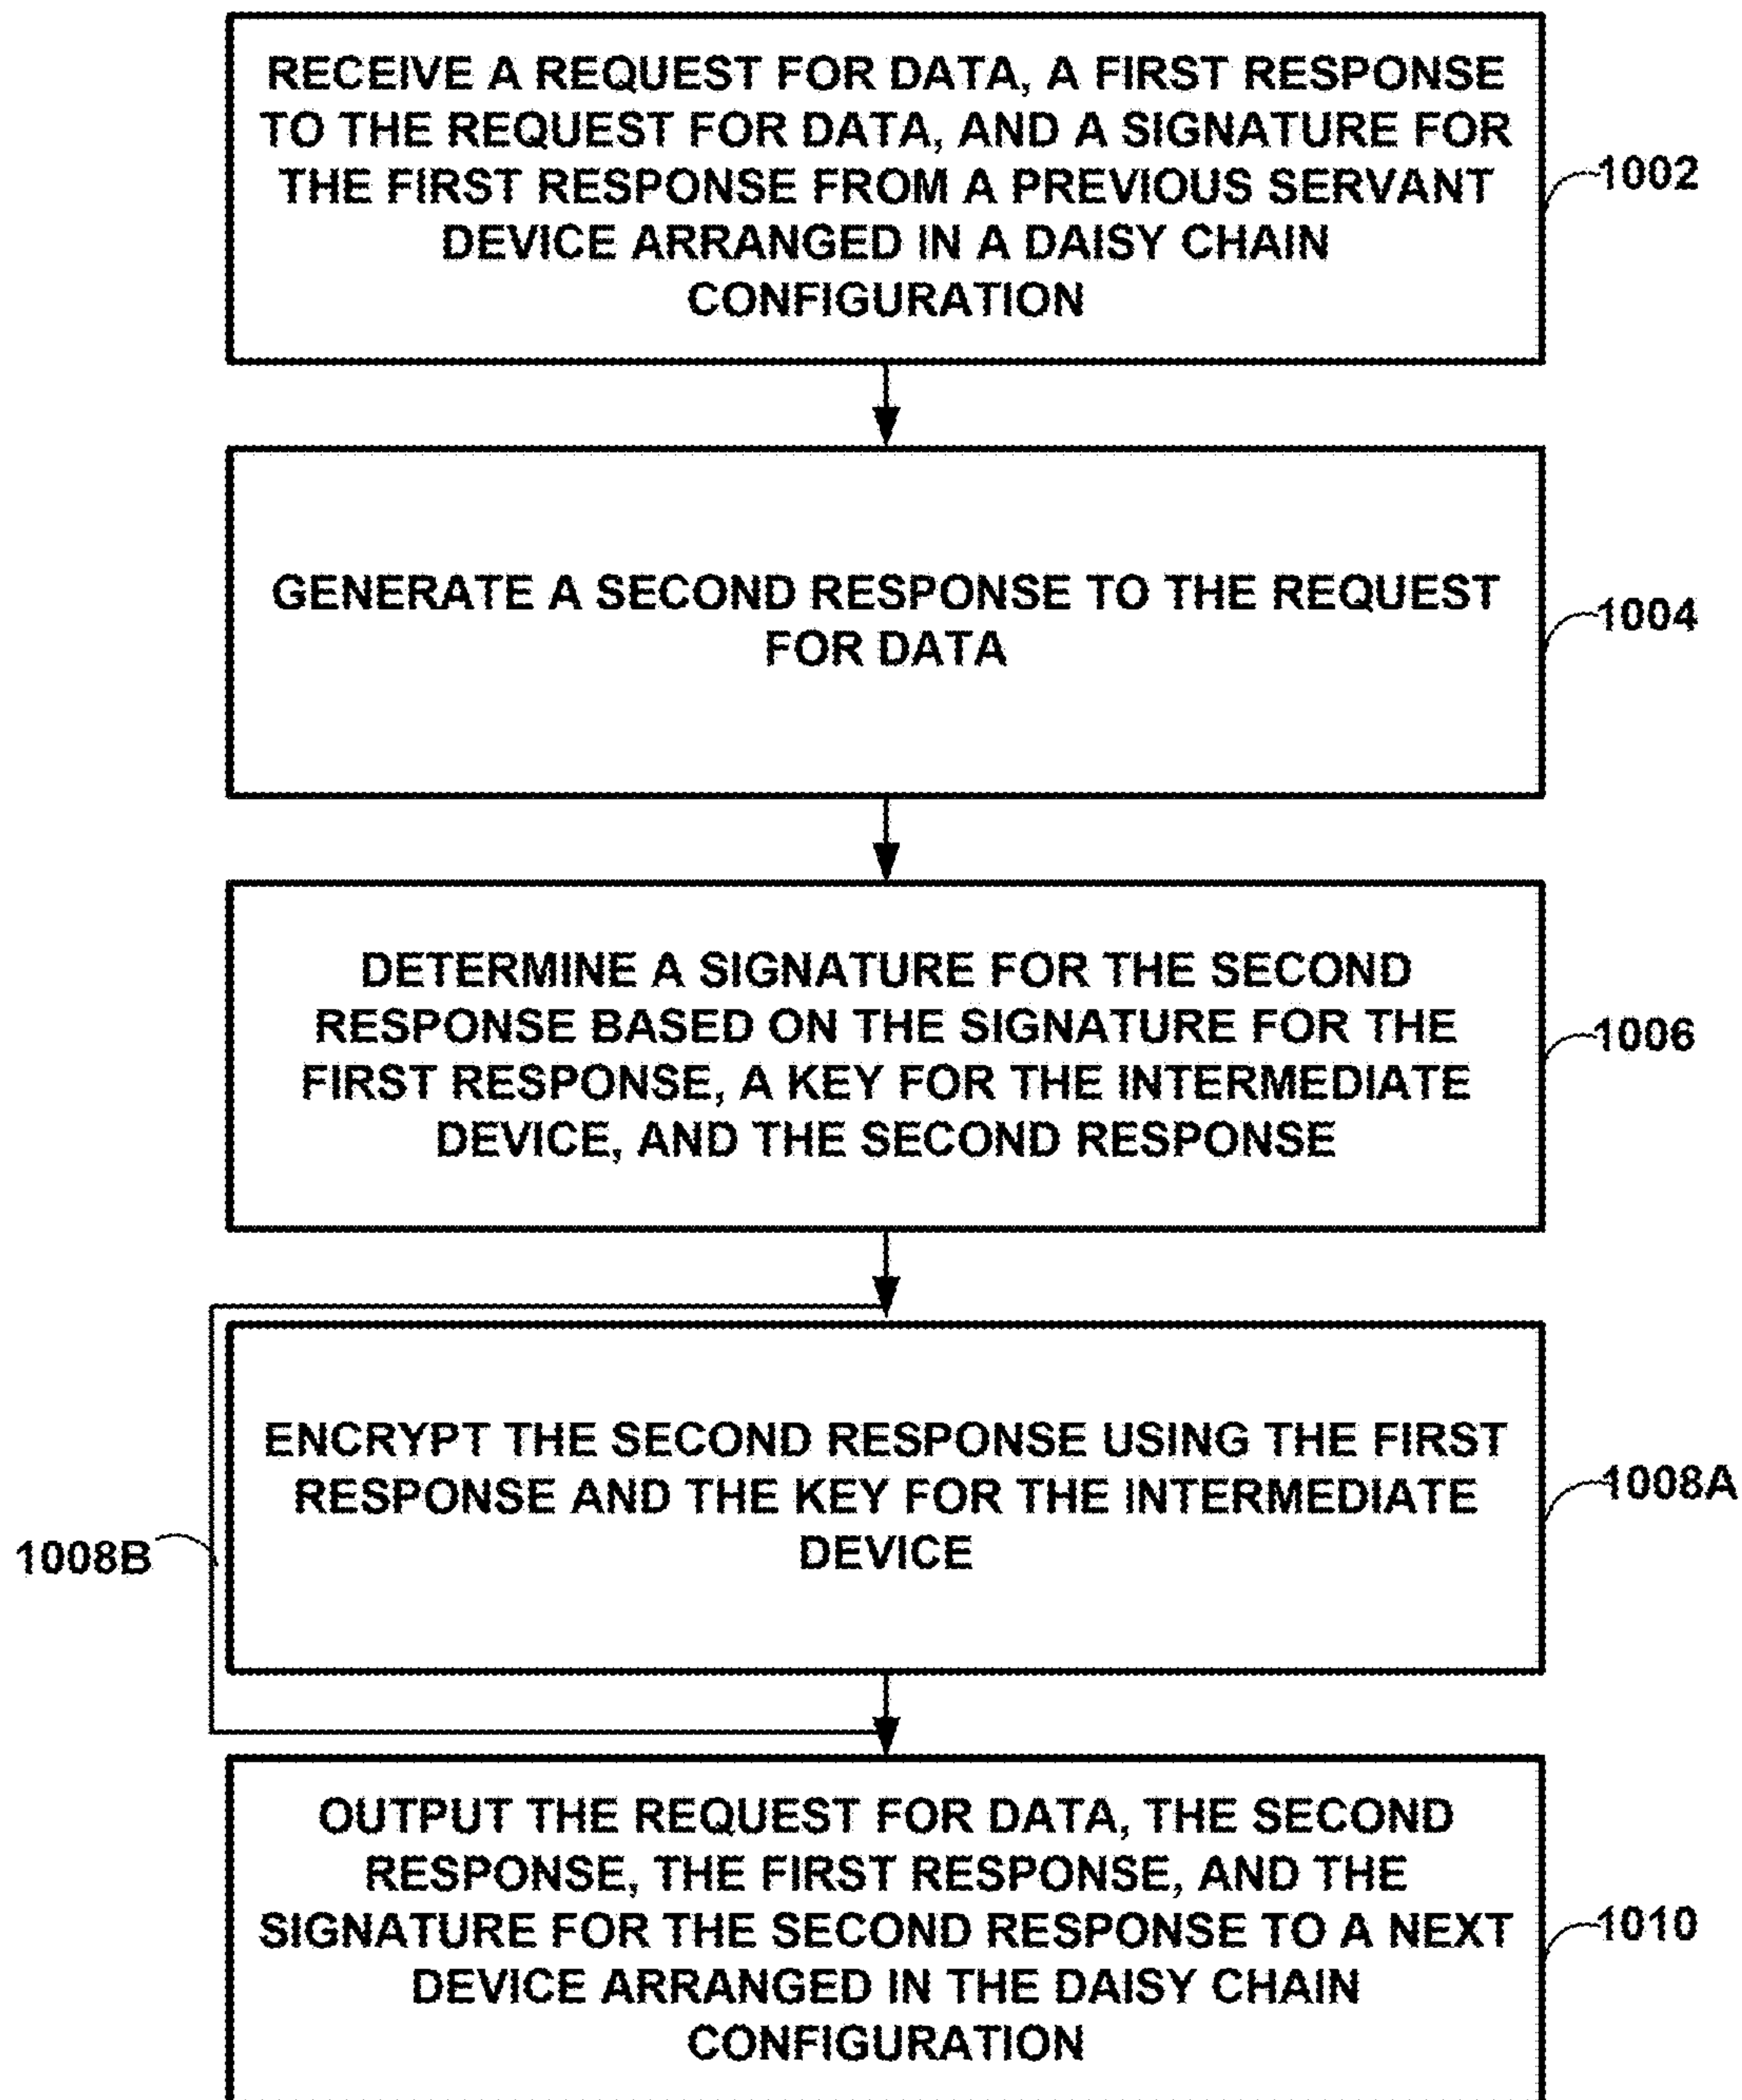 RECEIVE A REQUEST FOR DATA, A FIRST RESPONSE
TO THE REQUEST FOR DATA, AND A SIGNATURE FOR
THE FIRST RESPONSE FROM A PREVIOUS SERVANT
DEVICE ARRANGED IN A DAISY CHAIN
CONFIGURATION
1002
GENERATE A SECOND RESPONSE TO THE REQUEST
FOR DATA
1004
DETERMINE A SIGNATURE FOR THE SECOND
RESPONSE BASED ON THE SIGNATURE FOR THE
FIRST RESPONSE, A KEY FOR THE INTERMEDIATE
DEVICE, AND THE SECOND RESPONSE
1006
ENCRYPT THE SECOND RESPONSE USING THE FIRST
RESPONSE AND THE KEY FOR THE INTERMEDIATE
DEVICE
1008A
1008B
OUTPUT THE REQUEST FOR DATA, THE SECOND
RESPONSE, THE FIRST RESPONSE, AND THE
SIGNATURE FOR THE SECOND RESPONSE TO A NEXT
DEVICE ARRANGED IN THE DAISY CHAIN
CONFIGURATION
1010